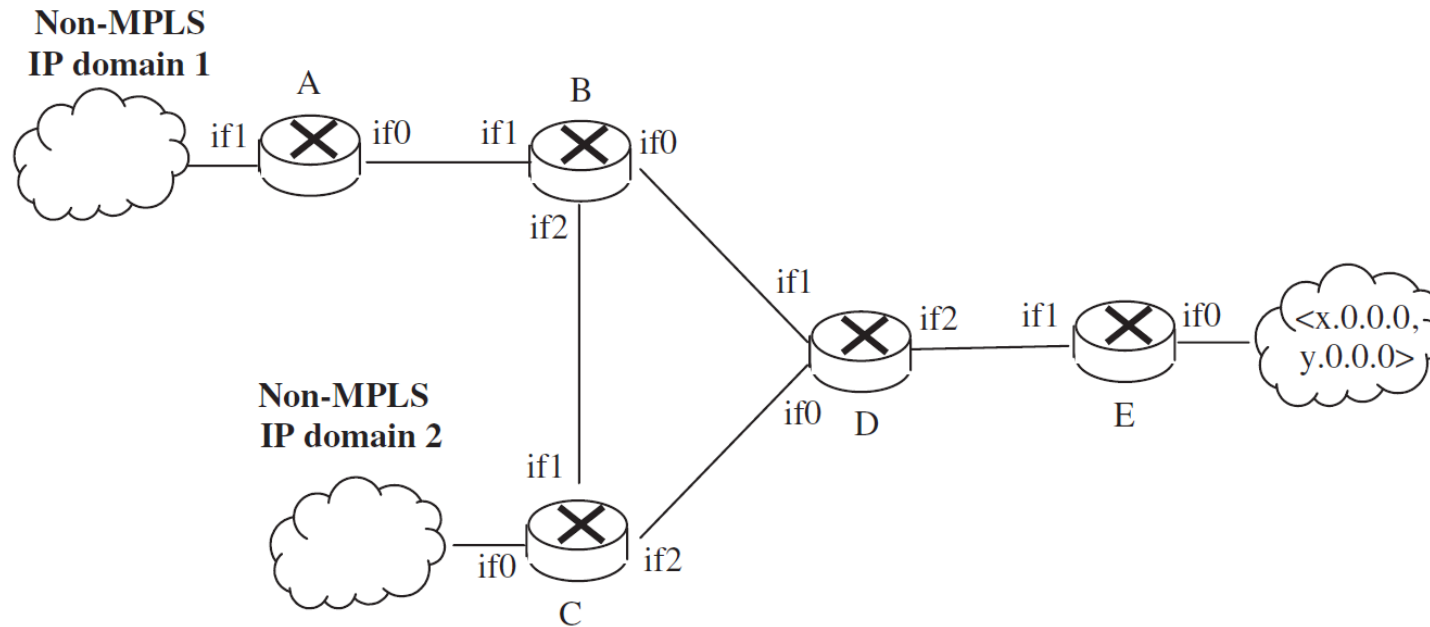 Non-MPLS
IP domain 1
A
B
if1
if0
if1
if0
if2
if1
if2
if1
if0
<x.0.0.0,-
y.0.0.0>
if0
D
E
Non-MPLS
IP domain 2
if1
if0
if2
C